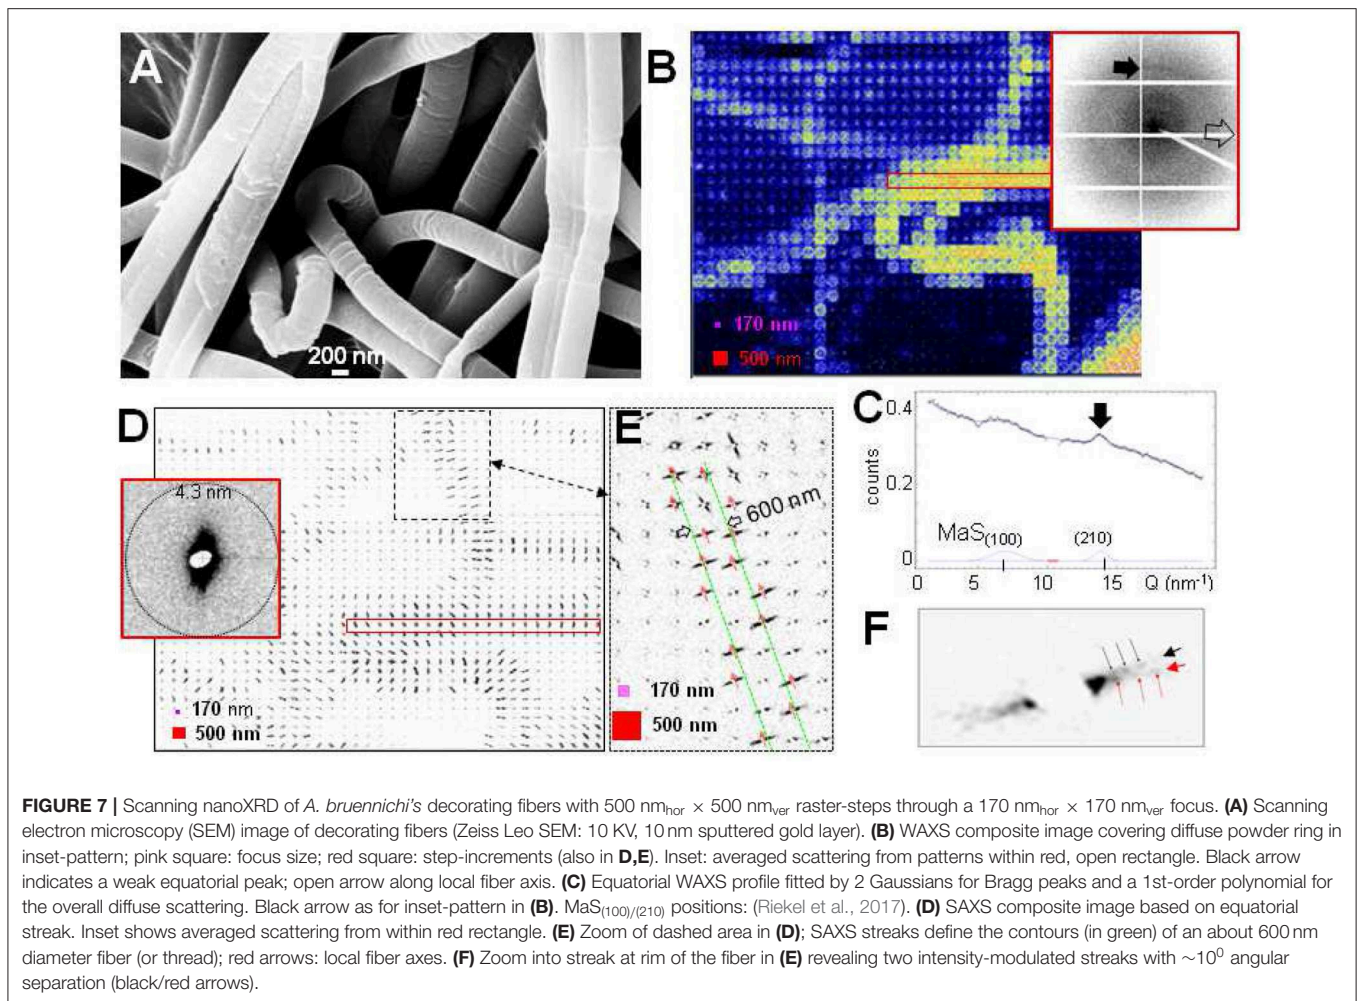 A
200 nm
B
170 nm
500 nm
C
0.4
counts
0.2
MaS(100)
(210)
0
0
5
10
15
Q (nm-1)
D
4.3 nm
170 nm
500 nm
E
600 nm
170 nm
500 nm
F
FIGURE 7 | Scanning nanoXRD of A. bruennichi's decorating fibers with 500 nmhor × 500 nmver raster-steps through a 170 nmhor × 170 nmver focus. (A) Scanning
electron microscopy (SEM) image of decorating fibers (Zeiss Leo SEM: 10 KV, 10 nm sputtered gold layer). (B) WAXS composite image covering diffuse powder ring in
inset-pattern; pink square: focus size; red square: step-increments (also in D,E). Inset: averaged scattering from patterns within red, open rectangle. Black arrow
indicates a weak equatorial peak; open arrow along local fiber axis. (C) Equatorial WAXS profile fitted by 2 Gaussians for Bragg peaks and a 1st-order polynomial for
the overall diffuse scattering. Black arrow as for inset-pattern in (B). MaS(100)/(210) positions: (Riekel et al., 2017). (D) SAXS composite image based on equatorial
streak. Inset shows averaged scattering from within red rectangle. (E) Zoom of dashed area in (D); SAXS streaks define the contours (in green) of an about 600 nm
diameter fiber (or thread); red arrows: local fiber axes. (F) Zoom into streak at rim of the fiber in (E) revealing two intensity-modulated streaks with ~10⁰ angular
separation (black/red arrows).